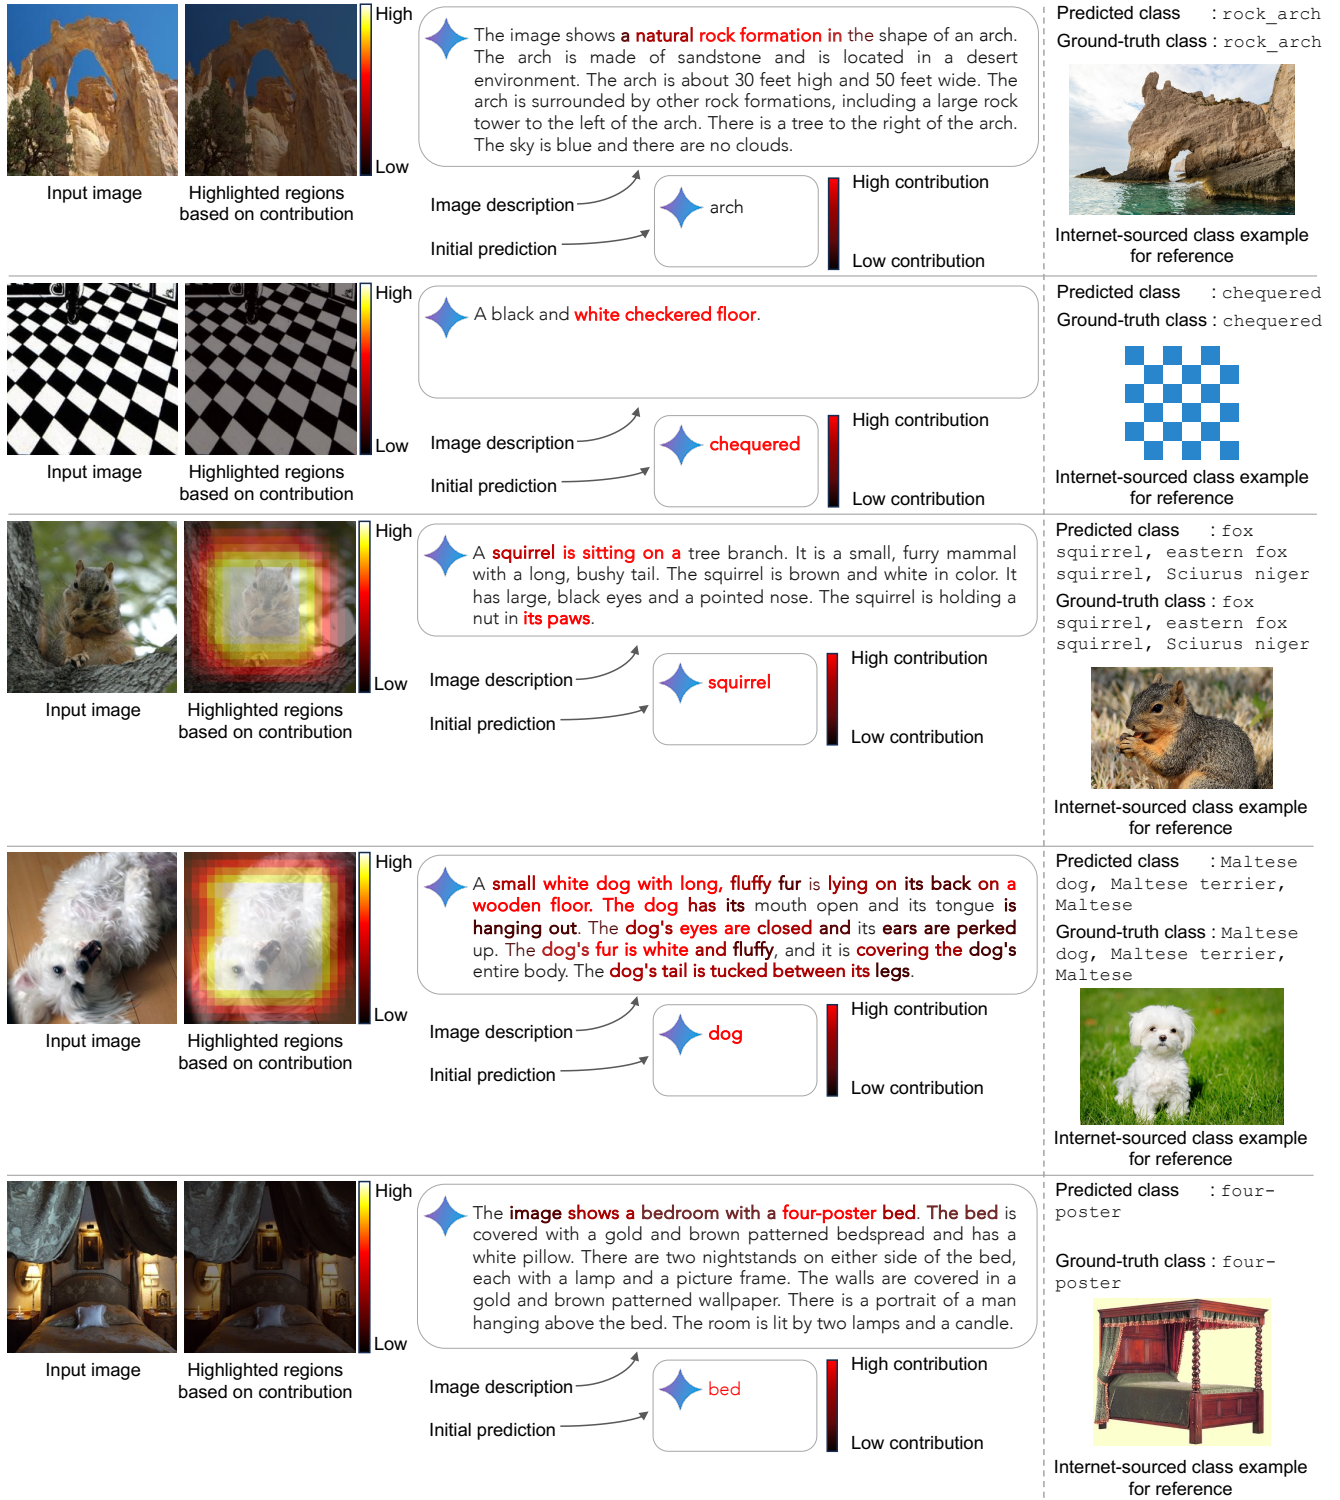 High
Low
Input image
Highlighted regions
based on contribution
The image shows a natural rock formation in the shape of an arch.
The arch is made of sandstone and is located in a desert
environment. The arch is about 30 feet high and 50 feet wide. The
arch is surrounded by other rock formations, including a large rock
tower to the left of the arch. There is a tree to the right of the arch.
The sky is blue and there are no clouds.
Image description
Initial prediction
arch
High contribution
Low contribution
Predicted class : rock_arch
Ground-truth class : rock_arch
Internet-sourced class example
for reference
High
Low
Input image
Highlighted regions
based on contribution
A black and white checkered floor.
Image description
Initial prediction
chequered
High contribution
Low contribution
Predicted class : chequered
Ground-truth class : chequered
Internet-sourced class example
for reference
High
Low
Input image
Highlighted regions
based on contribution
A squirrel is sitting on a tree branch. It is a small, furry mammal
with a long, bushy tail. The squirrel is brown and white in color. It
has large, black eyes and a pointed nose. The squirrel is holding a
nut in its paws.
Image description
Initial prediction
squirrel
High contribution
Low contribution
Predicted class : fox
squirrel, eastern fox
squirrel, Sciurus niger
Ground-truth class : fox
squirrel, eastern fox
squirrel, Sciurus niger
Internet-sourced class example
for reference
High
Low
Input image
Highlighted regions
based on contribution
A small white dog with long, fluffy fur is lying on its back on a
wooden floor. The dog has its mouth open and its tongue is
hanging out. The dog's eyes are closed and its ears are perked
up. The dog's fur is white and fluffy, and it is covering the dog's
entire body. The dog's tail is tucked between its legs.
Image description
Initial prediction
dog
High contribution
Low contribution
Predicted class : Maltese
dog, Maltese terrier,
Maltese
Ground-truth class : Maltese
dog, Maltese terrier,
Maltese
Internet-sourced class example
for reference
High
Low
Input image
Highlighted regions
based on contribution
The image shows a bedroom with a four-poster bed. The bed is
covered with a gold and brown patterned bedspread and has a
white pillow. There are two nightstands on either side of the bed,
each with a lamp and a picture frame. The walls are covered in a
gold and brown patterned wallpaper. There is a portrait of a man
hanging above the bed. The room is lit by two lamps and a candle.
Image description
Initial prediction
bed
High contribution
Low contribution
Predicted class : four-
poster
Ground-truth class : four-
poster
Internet-sourced class example
for reference